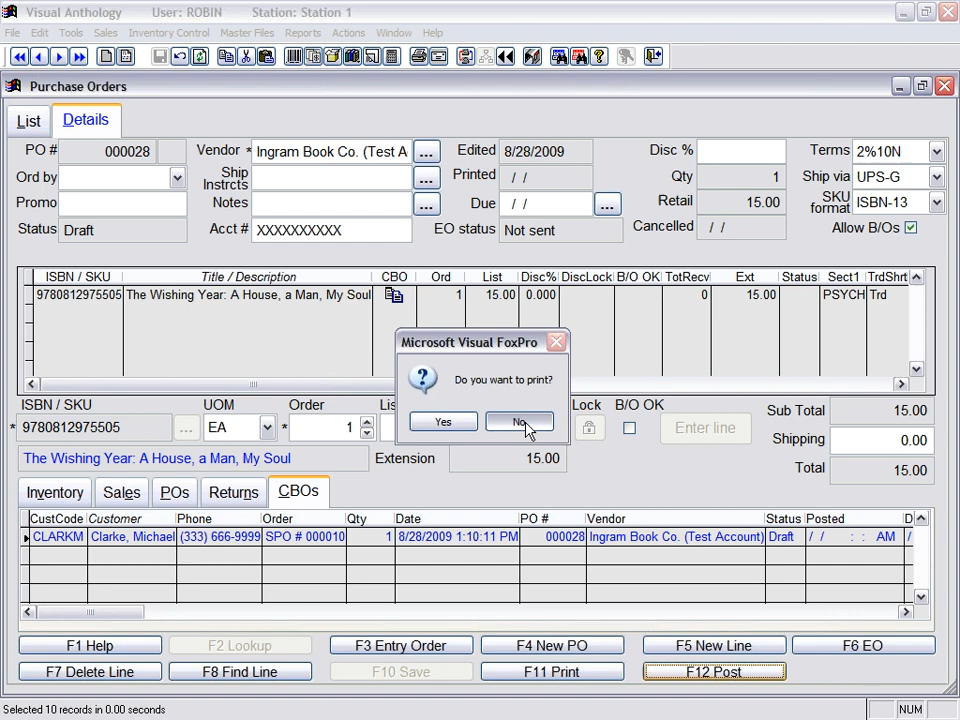 Visual Anthology User: ROBIN Station: Station 1
File Edit Tools Sales Inventory Control Master Files Reports Actions Window Help
Purchase Orders
List Details
PO # 000028 Vendor * Ingram Book Co. (Test A ... Edited 8/28/2009 Disc % Terms 2%10N
Ord by Ship Instrcts ... Printed / / Qty 1 Ship via UPS-G
Promo Notes ... Due / / ... Retail 15.00 SKU format ISBN-13
Status Draft Acct # XXXXXXXXXX EO status Not sent Cancelled / / Allow B/Os
ISBN / SKU Title / Description CBO Ord List Disc% DiscLock B/O OK TotRecv Ext Status Sect1 TrdShrt
9780812975505 The Wishing Year: A House, a Man, My Soul 1 15.00 0.000 0 15.00 PSYCH Trd
Microsoft Visual FoxPro
Do you want to print?
Yes No
ISBN / SKU UOM Order Lis Lock B/O OK Sub Total 15.00
* 9780812975505 ... EA * 1 Enter line Shipping 0.00
The Wishing Year: A House, a Man, My Soul Extension 15.00 Total 15.00
Inventory Sales POs Returns CBOs
CustCode Customer Phone Order Qty Date PO # Vendor Status Posted D
CLARKM Clarke, Michael (333) 666-9999 SPO # 000010 1 8/28/2009 1:10:11 PM 000028 Ingram Book Co. (Test Account) Draft / / : : AM /
F1 Help F2 Lookup F3 Entry Order F4 New PO F5 New Line F6 EO
F7 Delete Line F8 Find Line F10 Save F11 Print F12 Post
Selected 10 records in 0.00 seconds NUM